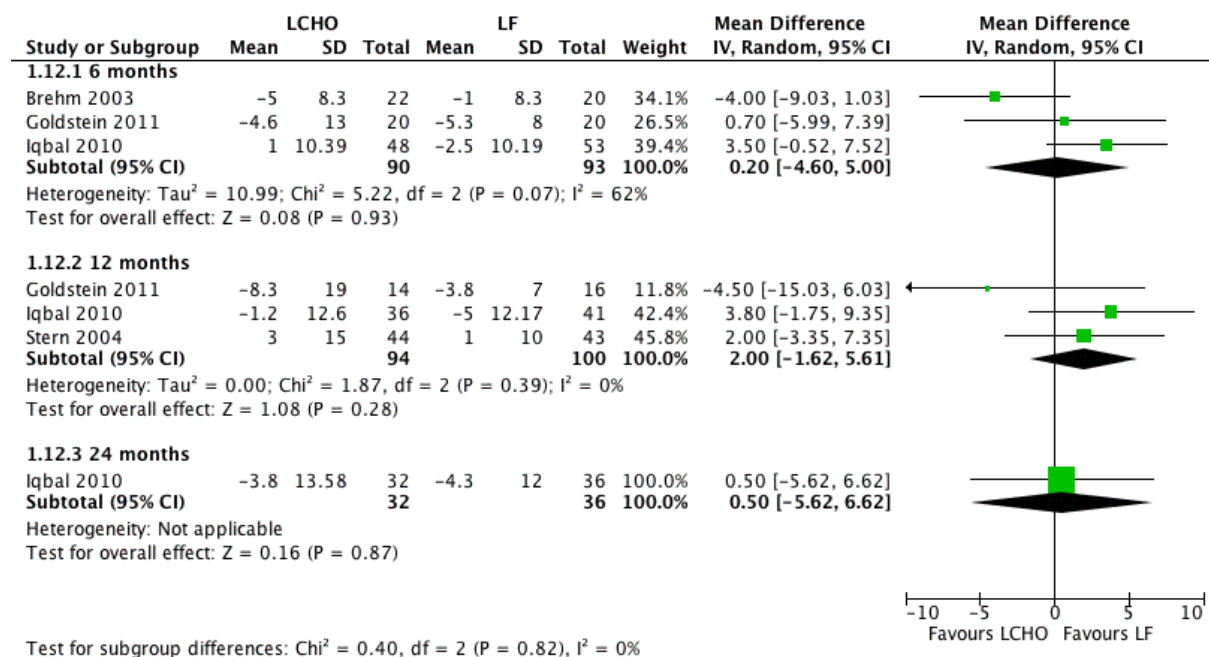 LCHO LF Mean Difference Mean Difference
Study or Subgroup Mean SD Total Mean SD Total Weight IV, Random, 95% CI IV, Random, 95% CI
1.12.1 6 months
Brehm 2003 -5 8.3 22 -1 8.3 20 34.1% -4.00 [-9.03, 1.03]
Goldstein 2011 -4.6 13 20 -5.3 8 20 26.5% 0.70 [-5.99, 7.39]
Iqbal 2010 1 10.39 48 -2.5 10.19 53 39.4% 3.50 [-0.52, 7.52]
Subtotal (95% CI) 90 93 100.0% 0.20 [-4.60, 5.00]
Heterogeneity: Tau² = 10.99; Chi² = 5.22, df = 2 (P = 0.07); I² = 62%
Test for overall effect: Z = 0.08 (P = 0.93)
1.12.2 12 months
Goldstein 2011 -8.3 19 14 -3.8 7 16 11.8% -4.50 [-15.03, 6.03]
Iqbal 2010 -1.2 12.6 36 -5 12.17 41 42.4% 3.80 [-1.75, 9.35]
Stern 2004 3 15 44 1 10 43 45.8% 2.00 [-3.35, 7.35]
Subtotal (95% CI) 94 100 100.0% 2.00 [-1.62, 5.61]
Heterogeneity: Tau² = 0.00; Chi² = 1.87, df = 2 (P = 0.39); I² = 0%
Test for overall effect: Z = 1.08 (P = 0.28)
1.12.3 24 months
Iqbal 2010 -3.8 13.58 32 -4.3 12 36 100.0% 0.50 [-5.62, 6.62]
Subtotal (95% CI) 32 36 100.0% 0.50 [-5.62, 6.62]
Heterogeneity: Not applicable
Test for overall effect: Z = 0.16 (P = 0.87)
-10 -5 0 5 10
Favours LCHO Favours LF
Test for subgroup differences: Chi² = 0.40, df = 2 (P = 0.82), I² = 0%